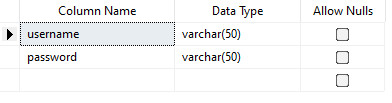 Column Name Data Type Allow Nulls
username varchar(50)
password varchar(50)